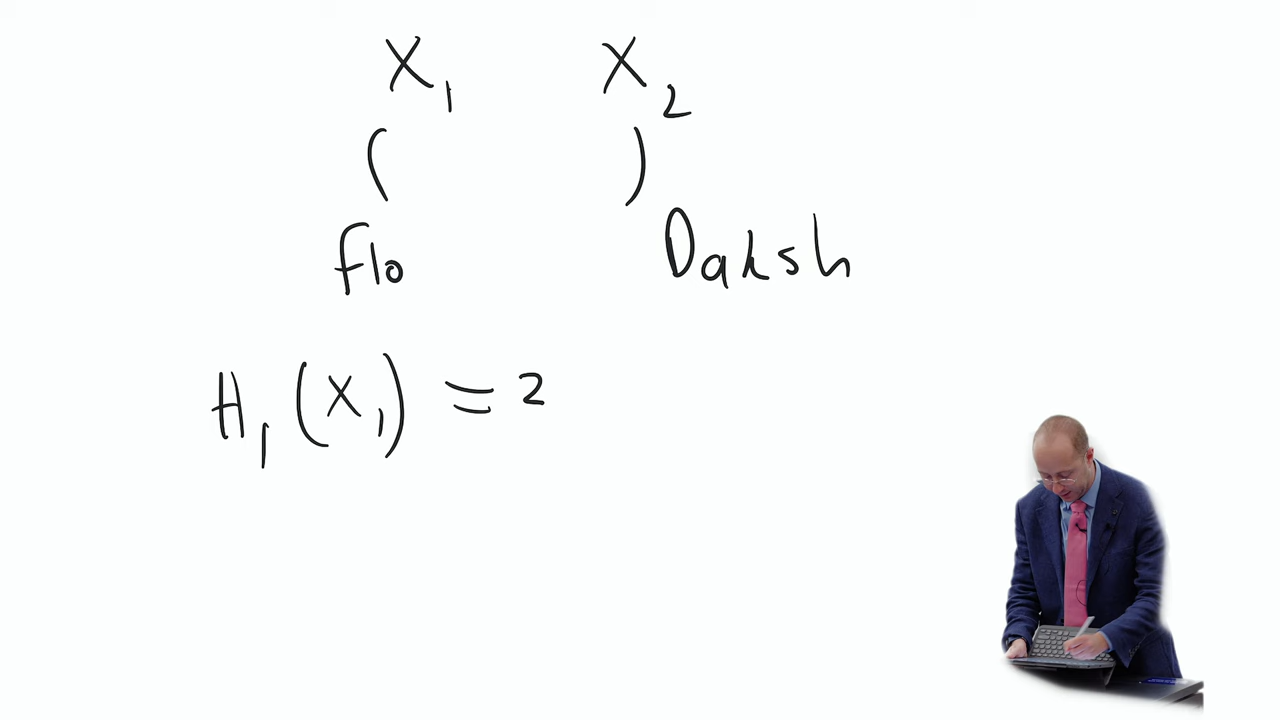 X₁ X₂
( )
Flo Daksh
H₁(X₁) = 2